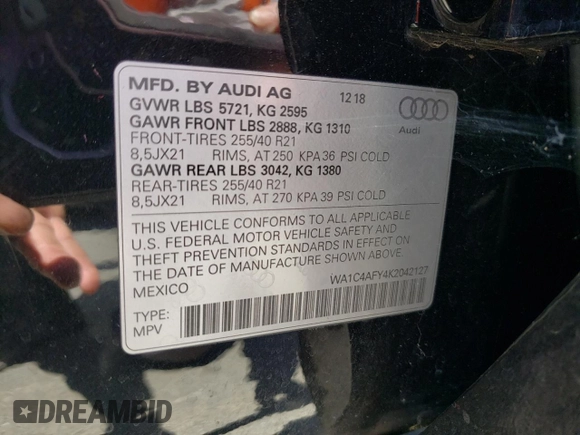 MFD. BY AUDI AG
12 18
GVWR LBS 5721, KG 2595
GAWR FRONT LBS 2888, KG 1310
FRONT-TIRES 255/40 R21
8,5JX21 RIMS, AT 250 KPA 36 PSI COLD
GAWR REAR LBS 3042, KG 1380
REAR-TIRES 255/40 R21
8,5JX21 RIMS, AT 270 KPA 39 PSI COLD
Audi
THIS VEHICLE CONFORMS TO ALL APPLICABLE
U.S. FEDERAL MOTOR VEHICLE SAFETY AND
THEFT PREVENTION STANDARDS IN EFFECT ON
THE DATE OF MANUFACTURE SHOWN ABOVE.
MEXICO
WA1C4AFY4K2042127
TYPE:
MPV
DREAMBID